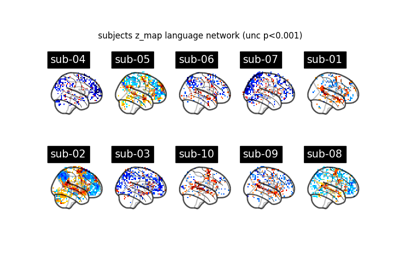 subjects z_map language network (unc p<0.001)
sub-04 sub-05 sub-06 sub-07 sub-01
sub-02 sub-03 sub-10 sub-09 sub-08